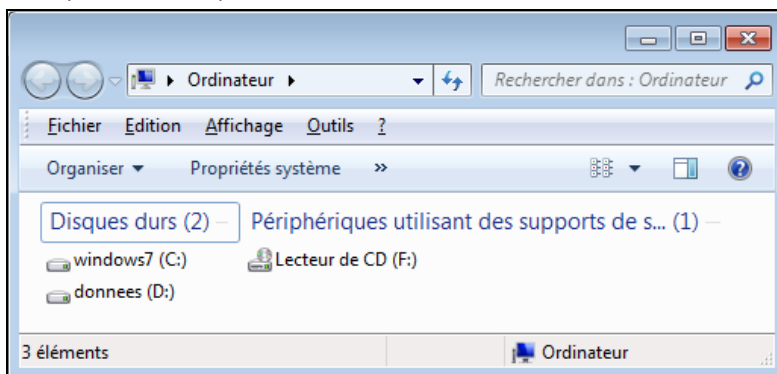 Ordinateur
Rechercher dans : Ordinateur
Fichier Edition Affichage Outils ?
Organiser Propriétés système »
Disques durs (2) Périphériques utilisant des supports de s... (1)
windows7 (C:) Lecteur de CD (F:)
donnees (D:)
3 éléments Ordinateur